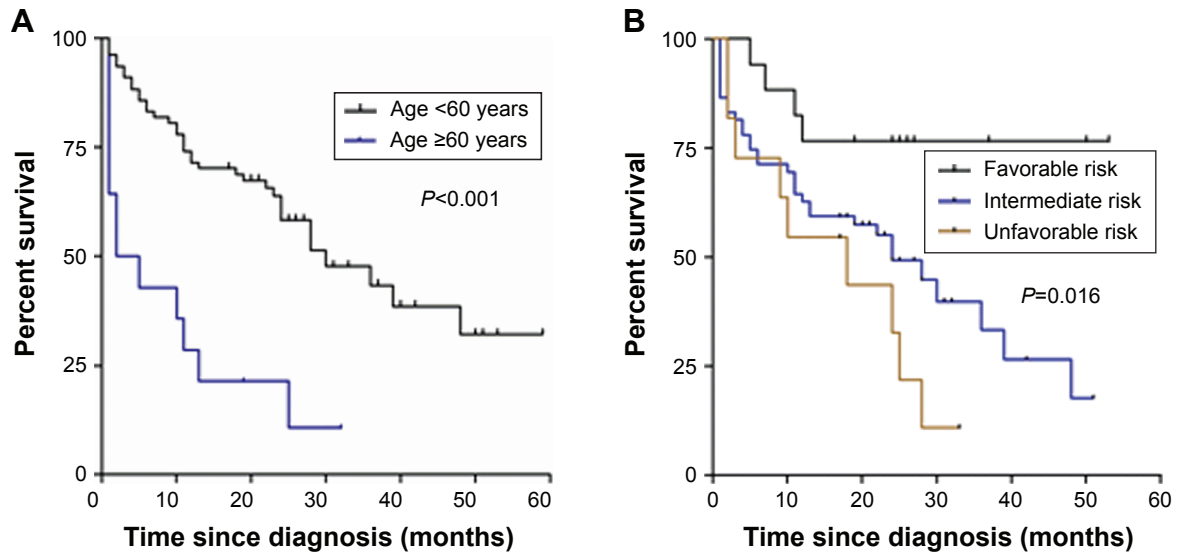 A
Percent survival
100
75
50
25
0
Age <60 years
Age ≥60 years
P<0.001
0 10 20 30 40 50 60
Time since diagnosis (months)
B
Percent survival
100
75
50
25
0
Favorable risk
Intermediate risk
Unfavorable risk
P=0.016
0 10 20 30 40 50 60
Time since diagnosis (months)